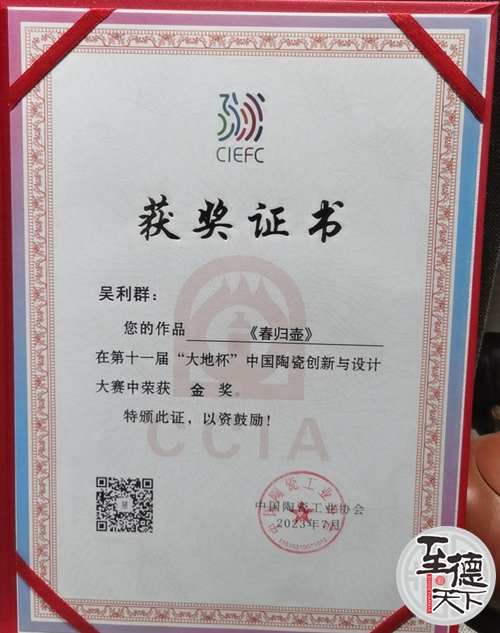 CIEFC
获奖证书
吴利群：
您的作品 《春归壶》
在第十一届“大地杯”中国陶瓷创新与设计
大赛中荣获 金奖。
特颁此证，以资鼓励！
CCIA
中国陶瓷工业协会
2023年7月
至德天下